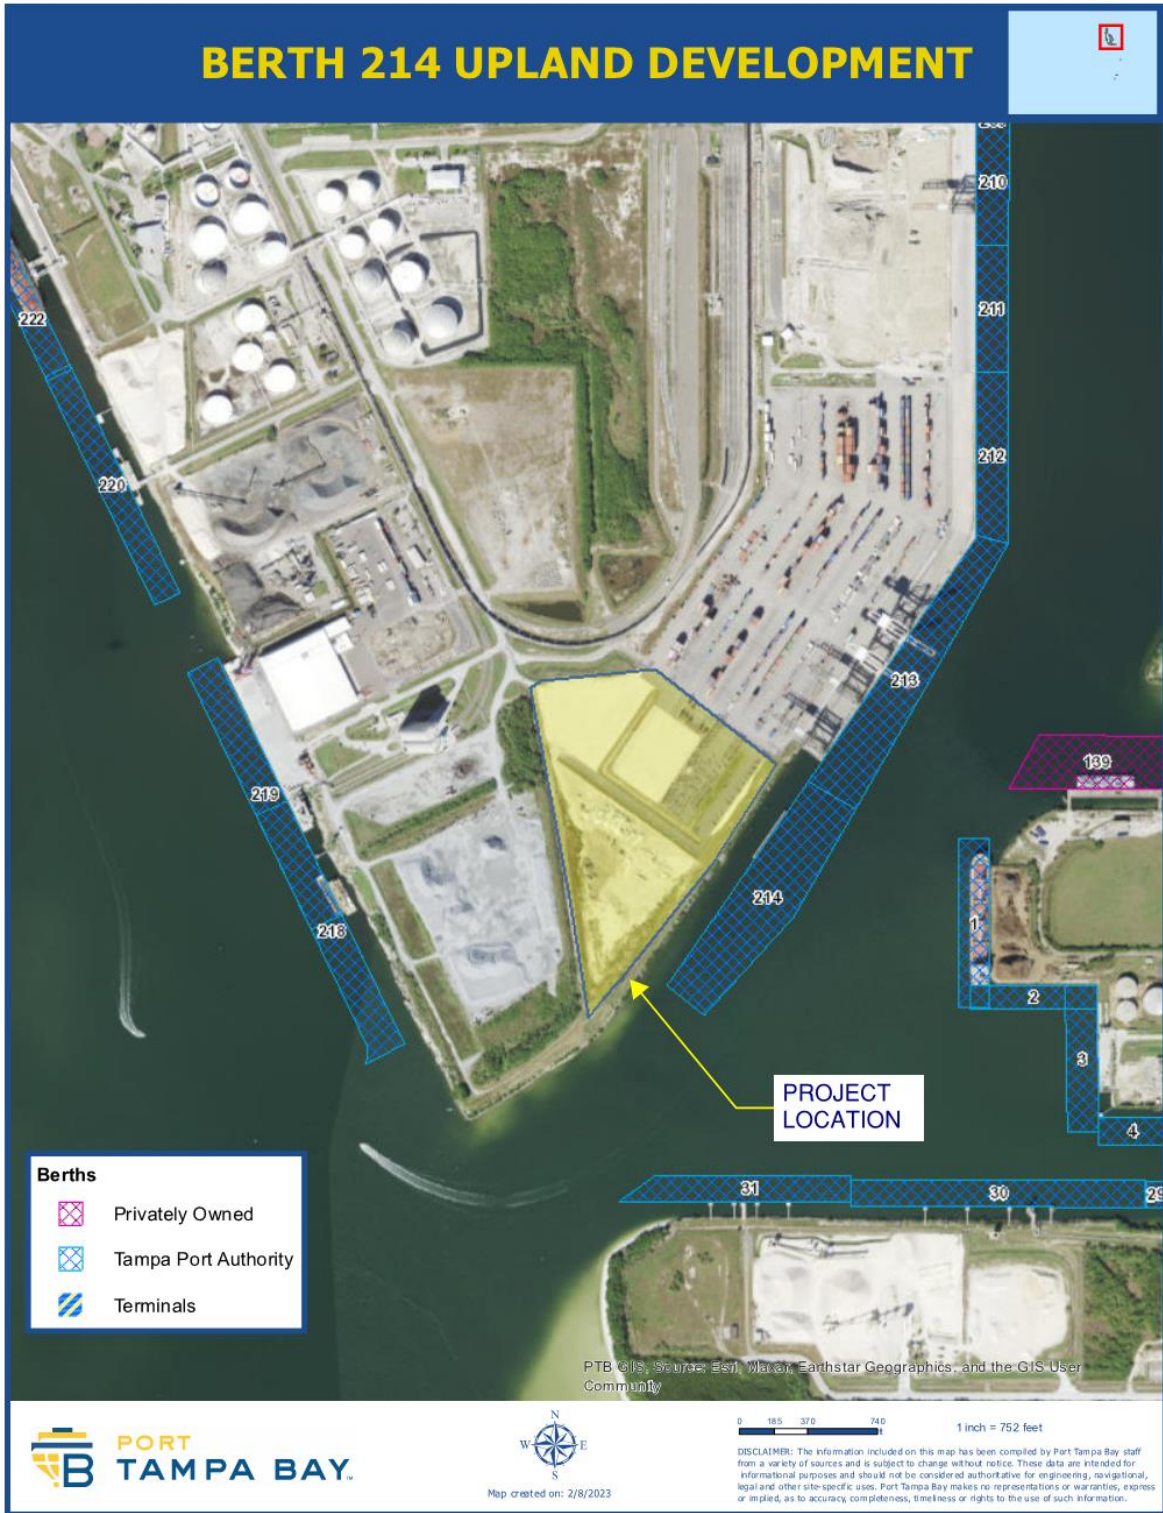 BERTH 214 UPLAND DEVELOPMENT
210
211
222
212
220
213
139
219
214
1
218
2
3
4
31
30
29
PROJECT
LOCATION
Berths
Privately Owned
Tampa Port Authority
Terminals
PTB GIS, Source: Esri, Maxar, Earthstar Geographics, and the GIS User
Community
PORT
TAMPA BAY
N
W E
S
Map created on: 2/8/2023
0 185 370 740
ft
1 inch = 752 feet
DISCLAIMER: The information included on this map has been compiled by Port Tampa Bay staff
from a variety of sources and is subject to change without notice. These data are intended for
informational purposes and should not be considered authoritative for engineering, navigational,
legal and other site-specific uses. Port Tampa Bay makes no representations or warranties, express
or implied, as to accuracy, completeness, timeliness or rights to the use of such information.